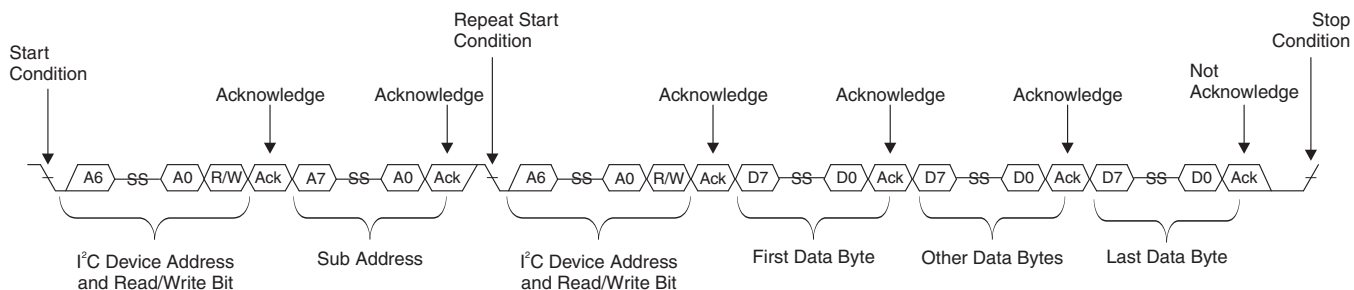 Start
Condition
Acknowledge
Acknowledge
Repeat Start
Condition
Acknowledge
Acknowledge
Acknowledge
Not
Acknowledge
Stop
Condition
A6 SS A0 R/W Ack A7 SS A0 Ack A6 SS A0 R/W Ack D7 SS D0 Ack D7 SS D0 Ack D7 SS D0 Ack
I²C Device Address
and Read/Write Bit
Sub Address
I²C Device Address
and Read/Write Bit
First Data Byte
Other Data Bytes
Last Data Byte